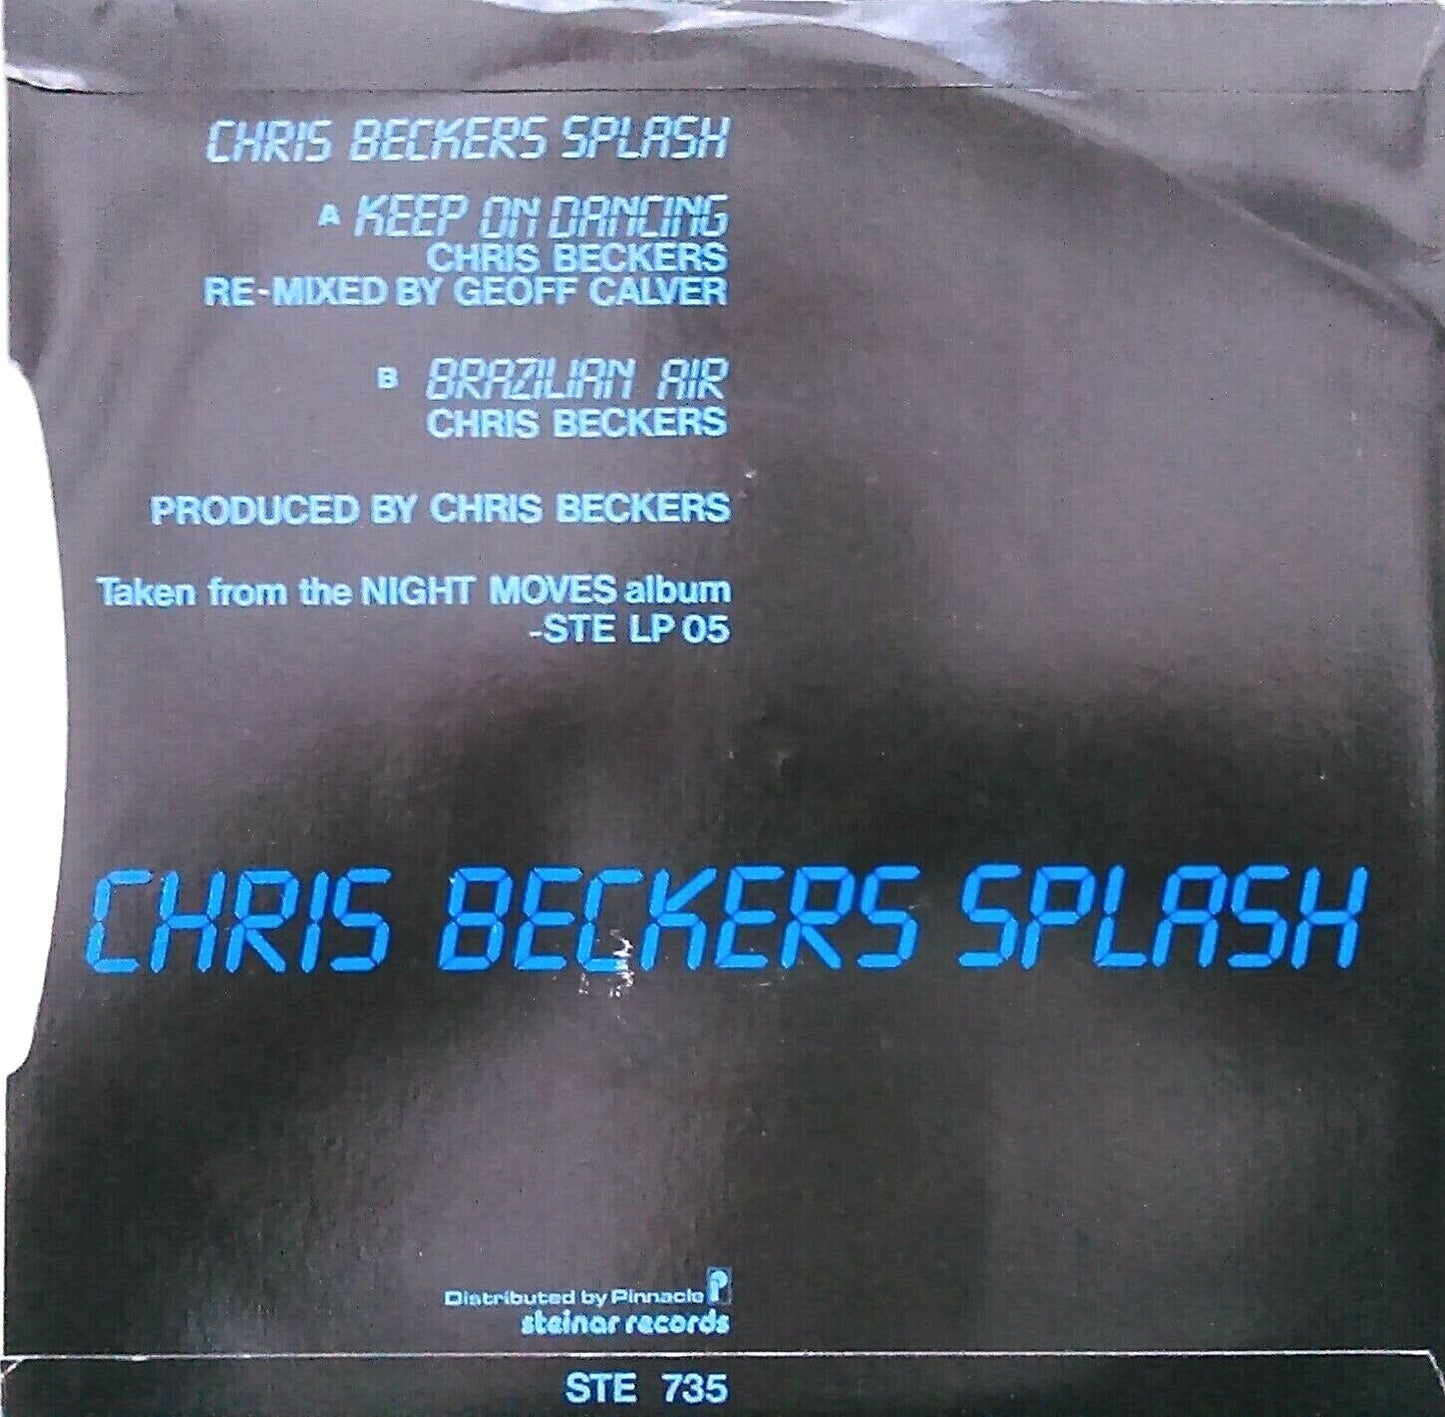 CHRIS BECKERS SPLASH
A KEEP ON DANCING
CHRIS BECKERS
RE-MIXED BY GEOFF CALVER
B BRAZILIAN AIR
CHRIS BECKERS
PRODUCED BY CHRIS BECKERS
Taken from the NIGHT MOVES album
-STE LP 05
CHRIS BECKERS SPLASH
Distributed by Pinnacle P
steinar records
STE 735